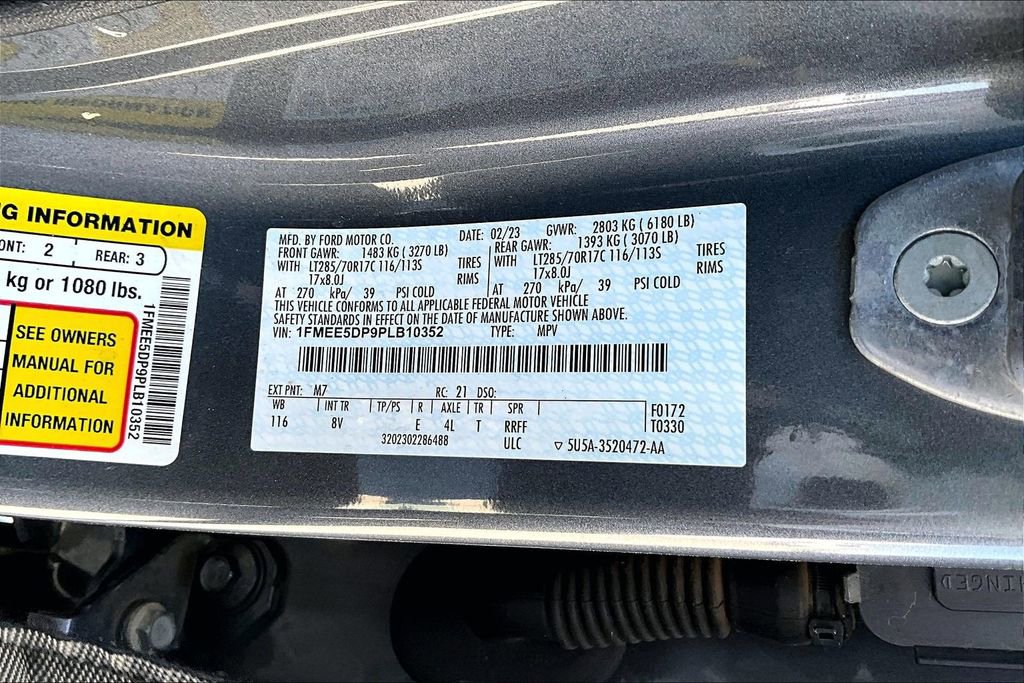 G INFORMATION
ONT: 2 REAR: 3
kg or 1080 lbs.
SEE OWNERS
MANUAL FOR
ADDITIONAL
INFORMATION
1FMEE5DP9PLB10352
MFD. BY FORD MOTOR CO. DATE: 02/23 GVWR: 2803 KG ( 6180 LB)
FRONT GAWR: 1483 KG ( 3270 LB) REAR GAWR: 1393 KG ( 3070 LB)
WITH LT285/70R17C 116/113S TIRES WITH LT285/70R17C 116/113S TIRES
17x8.0J RIMS 17x8.0J RIMS
AT 270 kPa/ 39 PSI COLD AT 270 kPa/ 39 PSI COLD
THIS VEHICLE CONFORMS TO ALL APPLICABLE FEDERAL MOTOR VEHICLE
SAFETY STANDARDS IN EFFECT ON THE DATE OF MANUFACTURE SHOWN ABOVE.
VIN: 1FMEE5DP9PLB10352 TYPE: MPV
EXT PNT: M7 RC: 21 DSO:
WB INT TR TP/PS R AXLE TR SPR F0172
116 8V E 4L T RRFF T0330
3202302286488 ULC ▽ 5U5A-3520472-AA